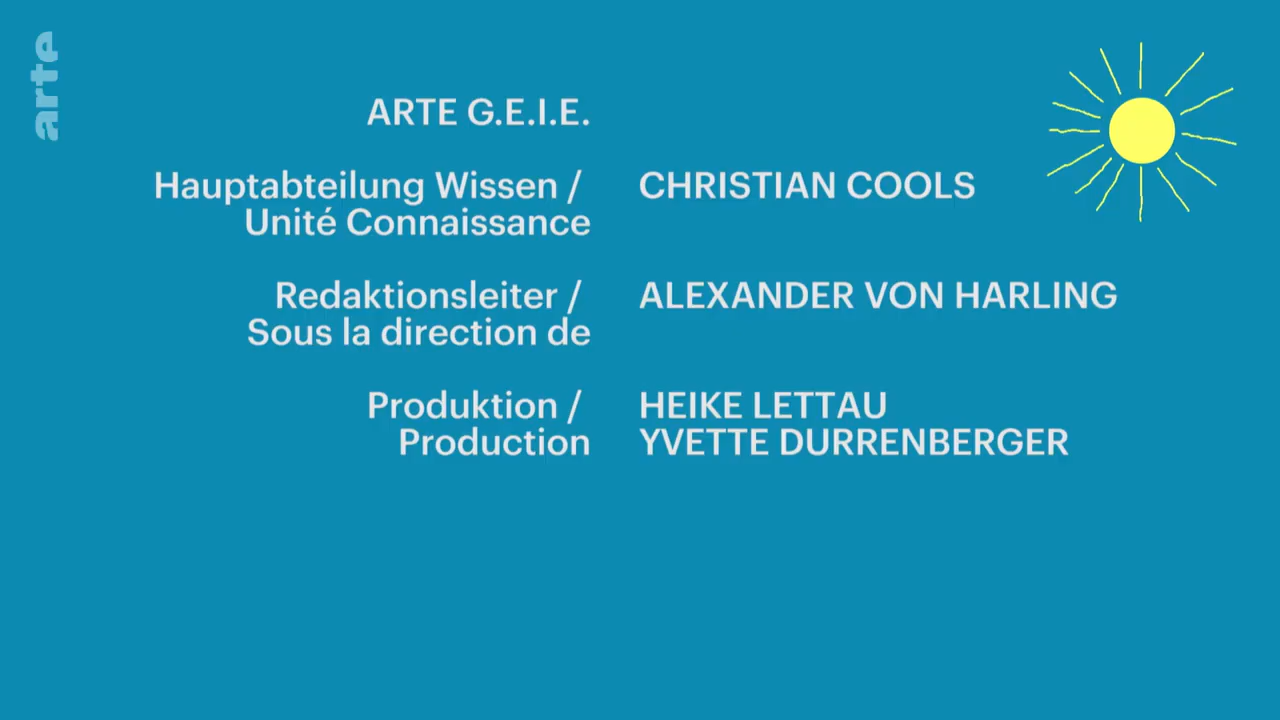 arte
ARTE G.E.I.E.
Hauptabteilung Wissen / CHRISTIAN COOLS
Unité Connaissance
Redaktionsleiter / ALEXANDER VON HARLING
Sous la direction de
Produktion / HEIKE LETTAU
Production YVETTE DURRENBERGER